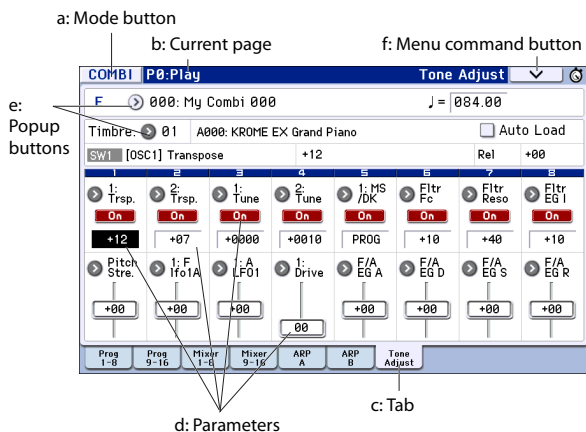 a: Mode button
b: Current page
f: Menu command button
COMBI P0:Play Tone Adjust
e:
Popup
buttons
F 000: My Combi 000 ♩= 084.00
Timbre: 01 A000: KROME EX Grand Piano Auto Load
SW1 [OSC1] Transpose +12 Rel +00
1 2 3 4 5 6 7 8
1: Trsp. 2: Trsp. 1: Tune 2: Tune 1: MS /DK Fltr Fc Fltr Reso Fltr EG I
On On On On On On On On
+12 +07 +0000 +0010 PROG +10 +40 +10
Pitch Stre. 1: F lfo1A 1: A LFO1 1: Drive F/A EG A F/A EG D F/A EG S F/A EG R
+00 +00 +00 00 +00 +00 +00 +00
Prog 1-8 Prog 9-16 Mixer 1-8 Mixer 9-16 ARP A ARP B Tone Adjust
c: Tab
d: Parameters